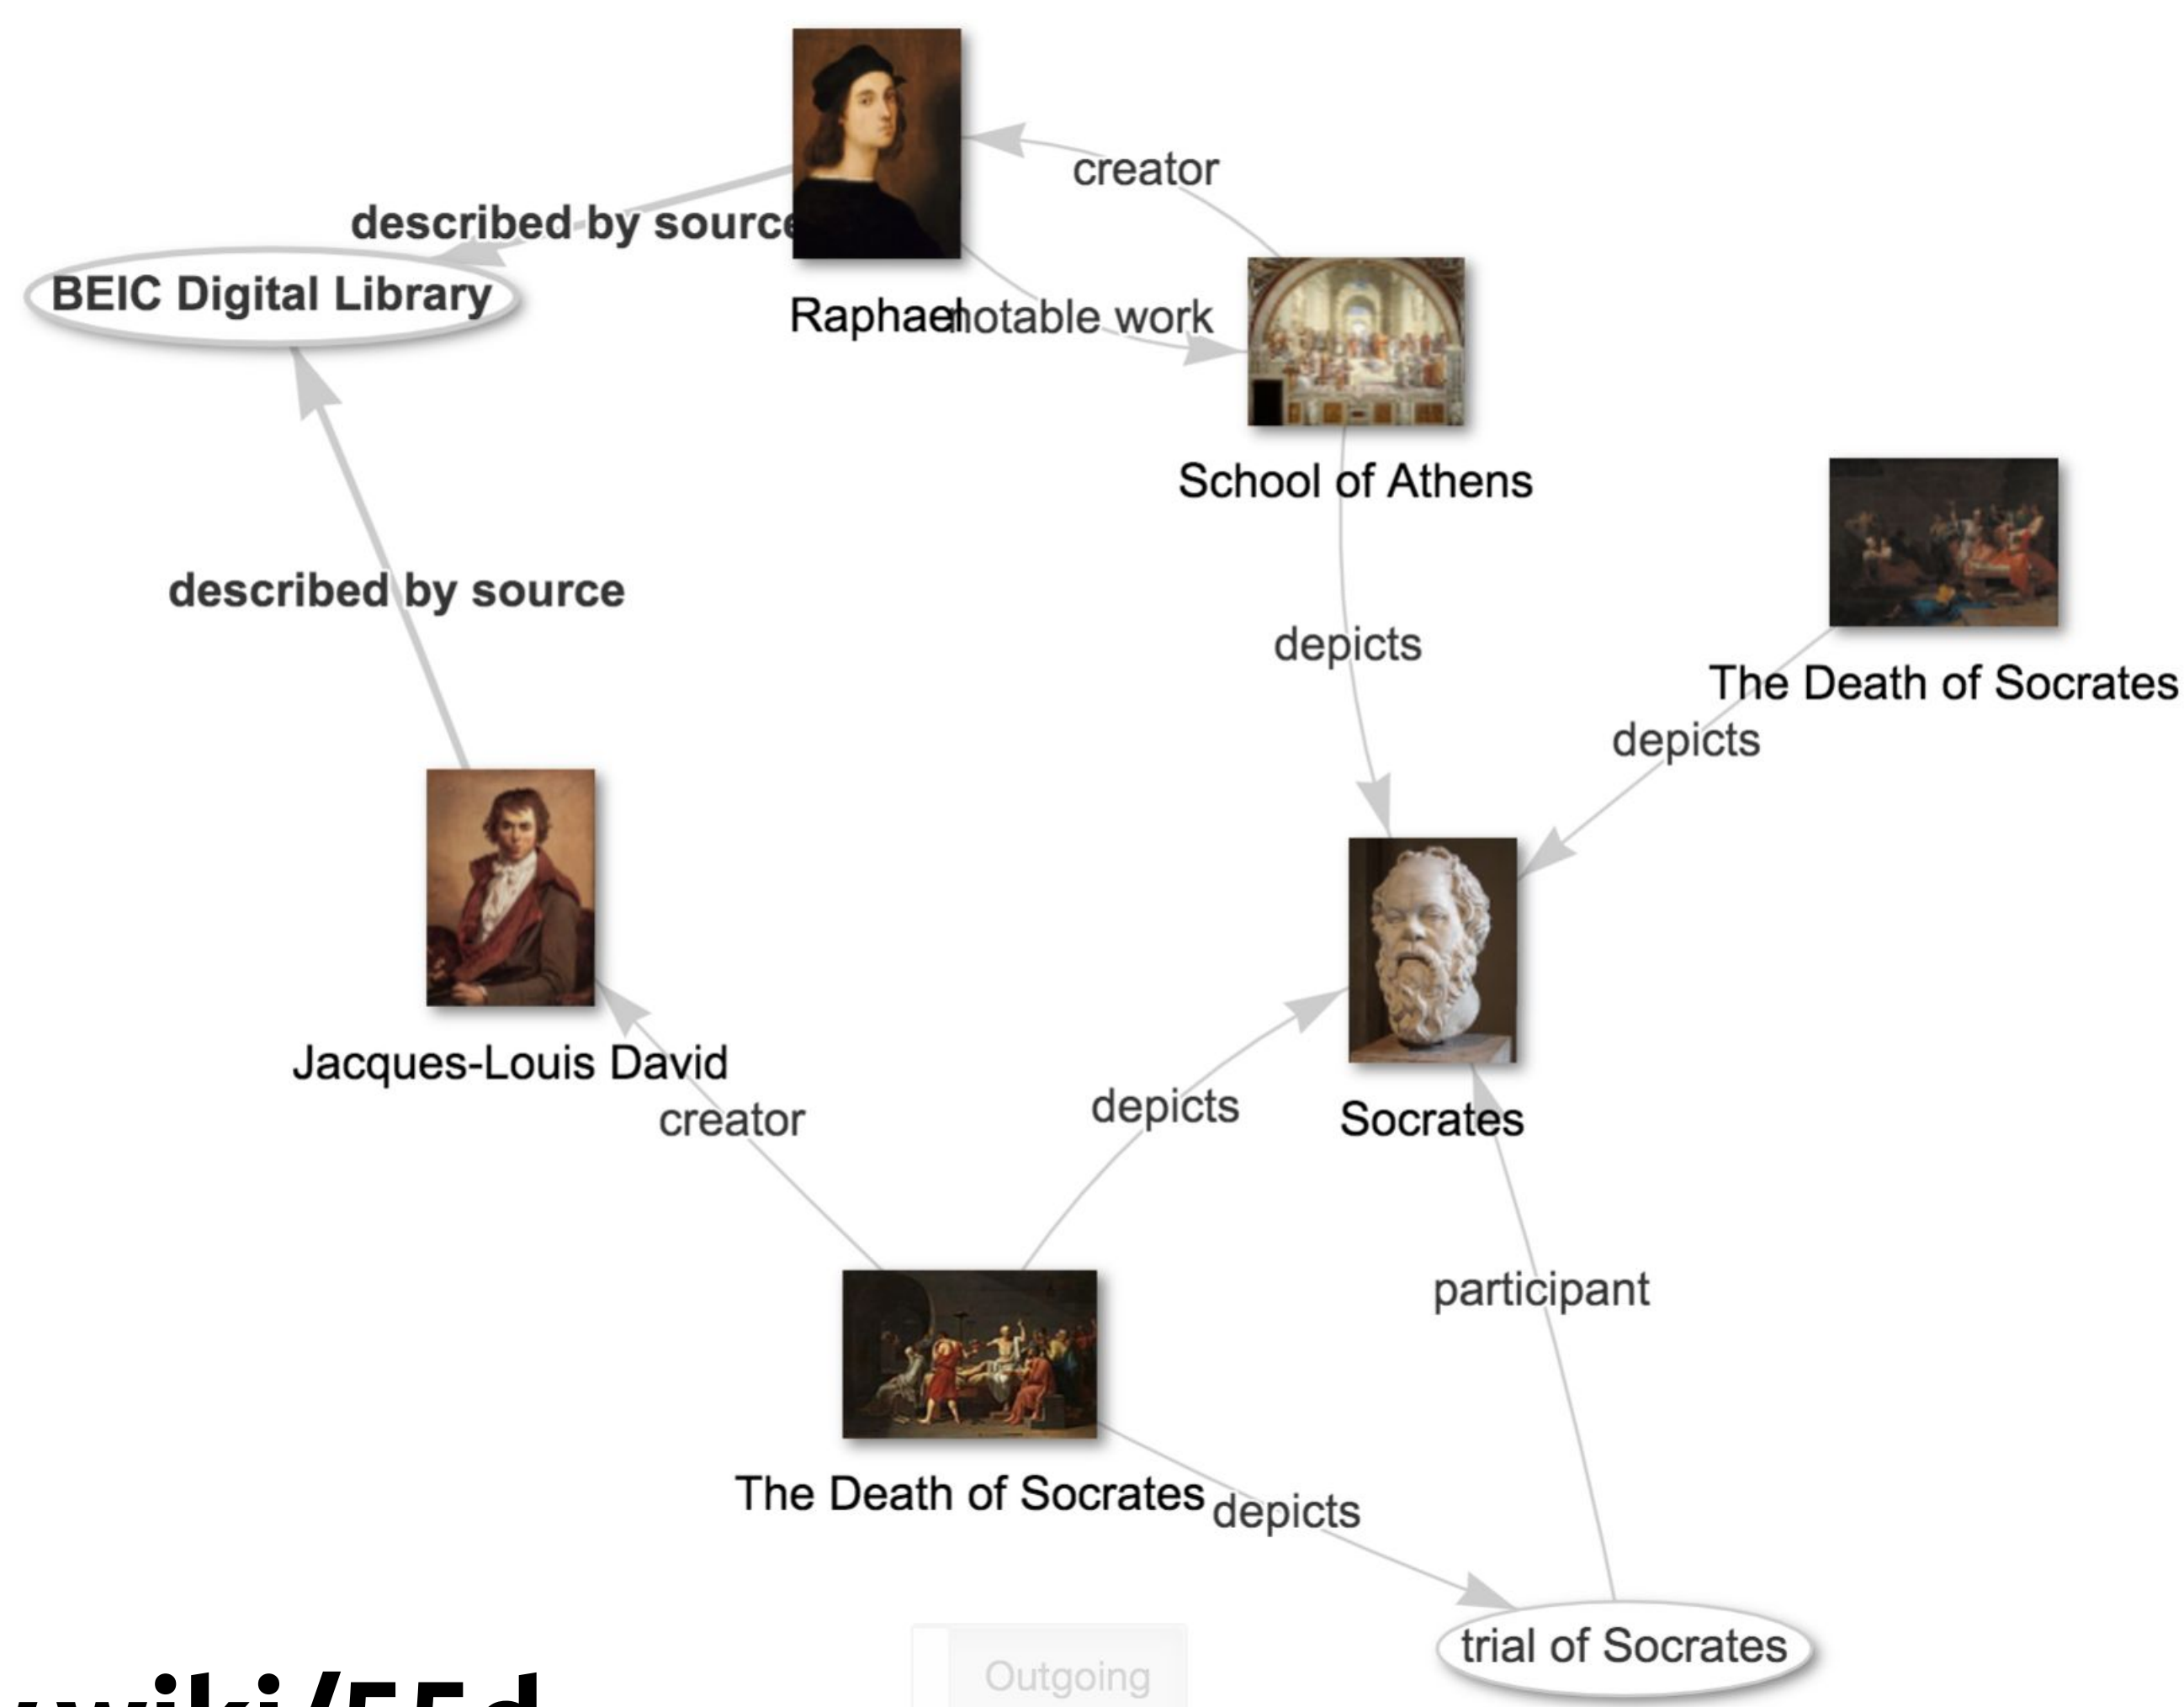 creator
described by source
BEIC Digital Library
Raphael
notable work
School of Athens
described by source
depicts
The Death of Socrates
depicts
Jacques-Louis David
creator
depicts
Socrates
participant
The Death of Socrates
depicts
trial of Socrates
Outgoing
wiki/55d